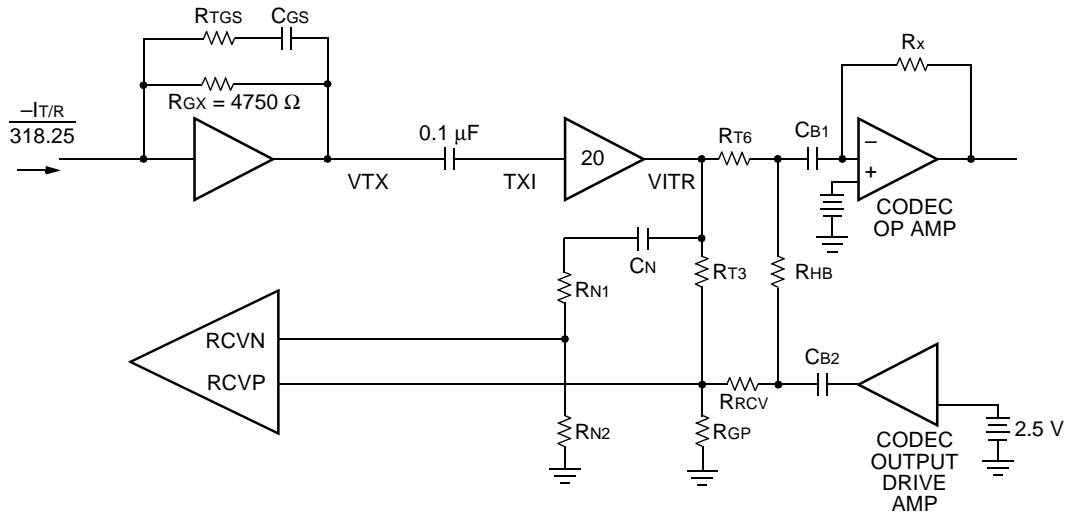 RTGS
CGS
RGX = 4750 Ω
–IT/R
318.25
0.1 μF
VTX
TXI
20
VITR
RT6
CB1
Rx
–
+
CODEC
OP AMP
CN
RN1
RT3
RHB
RCVN
RCVP
RN2
RRCV
RGP
CB2
2.5 V
CODEC
OUTPUT
DRIVE
AMP